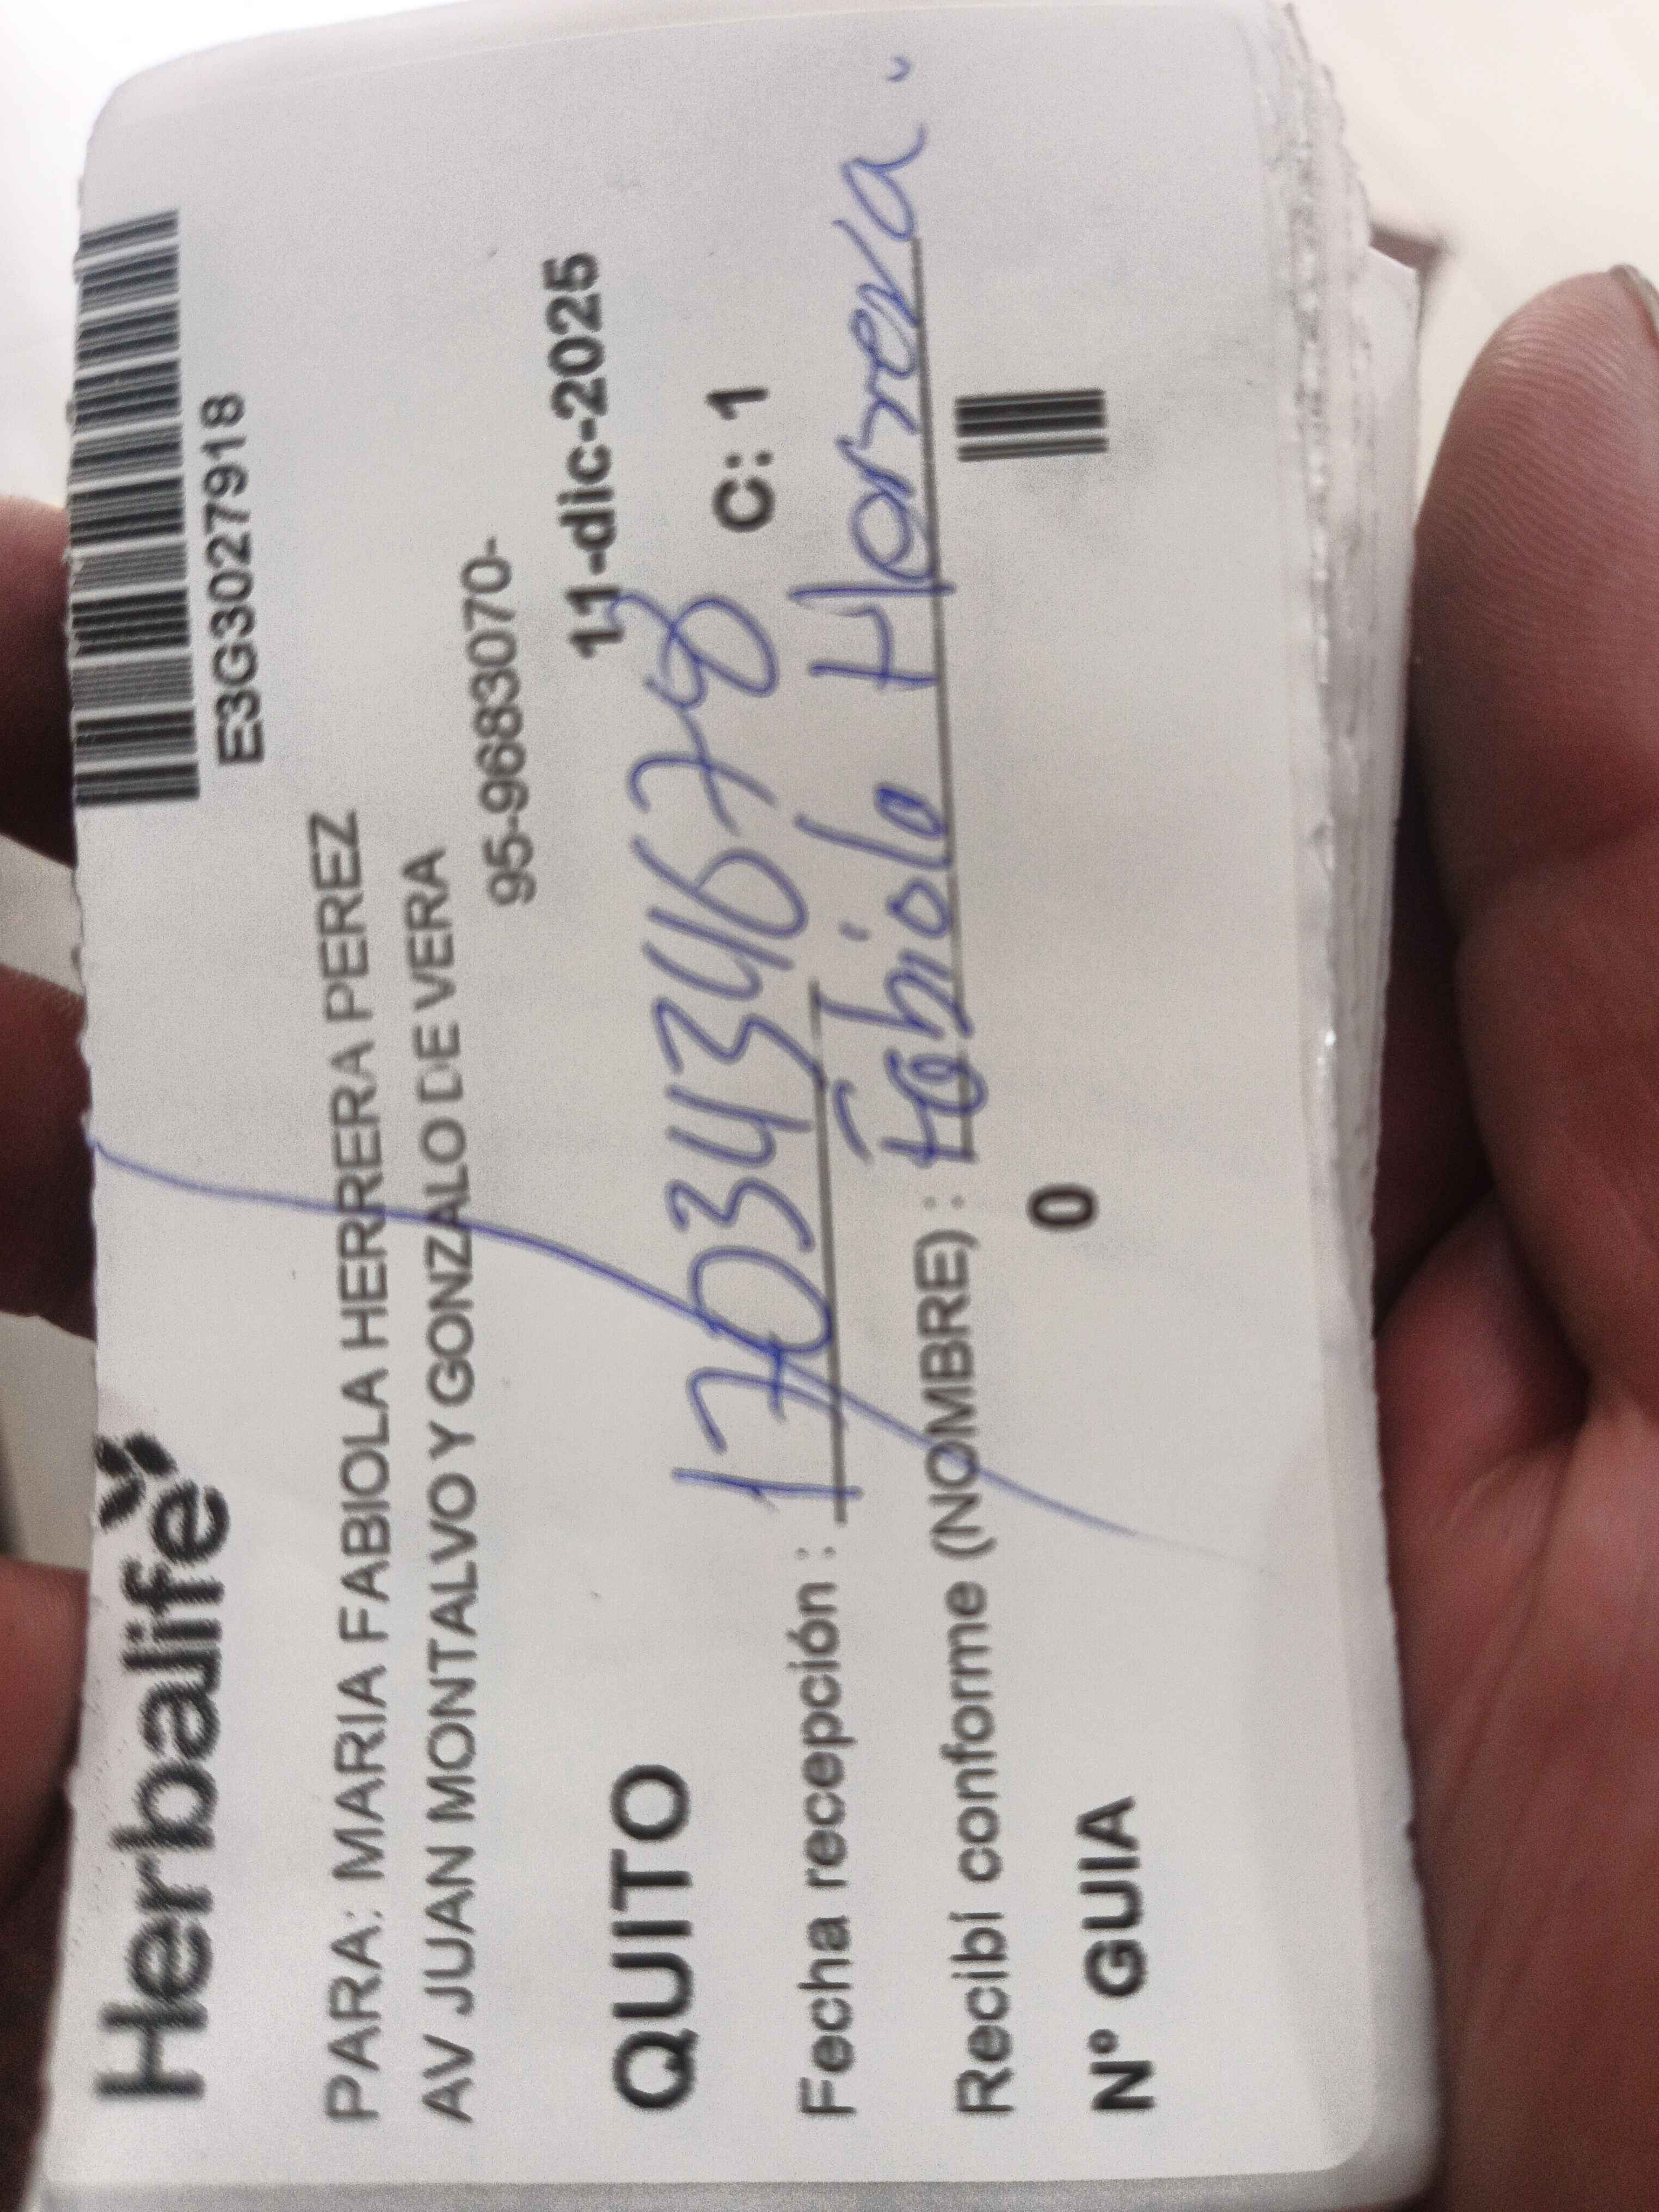 Herbalife
E3G3027918
PARA: MARIA FABIOLA HERRERA PEREZ
AV JUAN MONTALVO Y GONZALO DE VERA
95-9683070-
QUITO 11-dic-2025
C: 1
Fecha recepción : 1703434678
Recibí conforme (NOMBRE) : Fabiola Herrera
N° GUIA 0